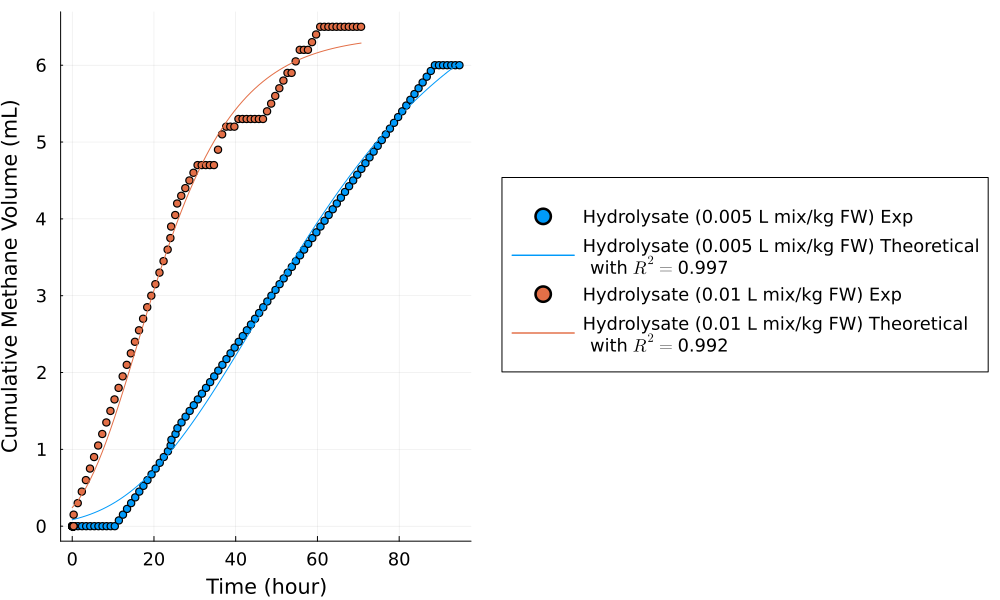 Cumulative Methane Volume (mL)
6
5
4
3
2
1
0
0 20 40 60 80
Time (hour)
Hydrolysate (0.005 L mix/kg FW) Exp
Hydrolysate (0.005 L mix/kg FW) Theoretical
with R² = 0.997
Hydrolysate (0.01 L mix/kg FW) Exp
Hydrolysate (0.01 L mix/kg FW) Theoretical
with R² = 0.992